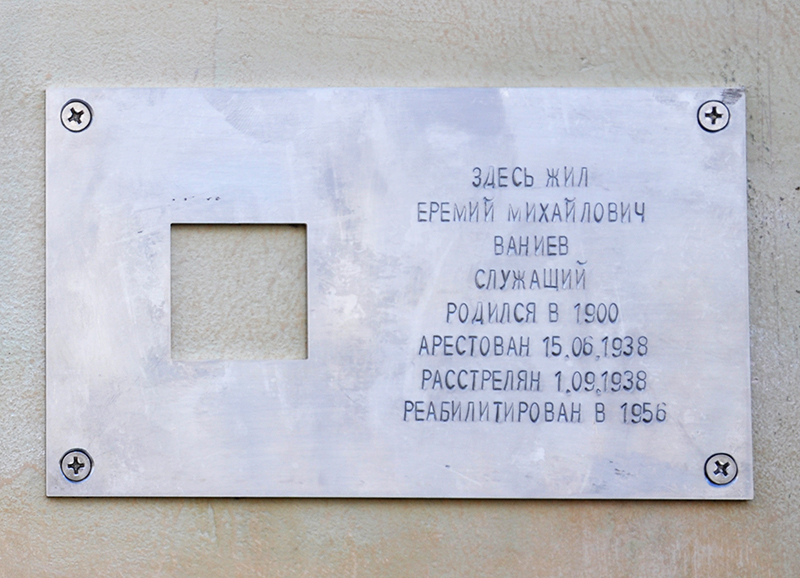 ЗДЕСЬ ЖИЛ
ЕРЕМИЙ МИХАЙЛОВИЧ
ВАНИЕВ
СЛУЖАЩИЙ
РОДИЛСЯ В 1900
АРЕСТОВАН 15.06.1938
РАССТРЕЛЯН 1.09.1938
РЕАБИЛИТИРОВАН В 1956